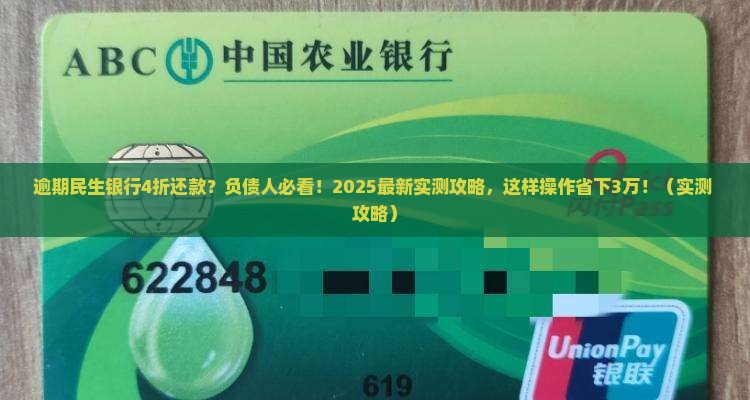 ABC 中国农业银行
逾期民生银行4折还款？负债人必看！2025最新实测攻略，这样操作省下3万！（实测
攻略）
Quick
闪付Pass
622848
UnionPay
银联
619